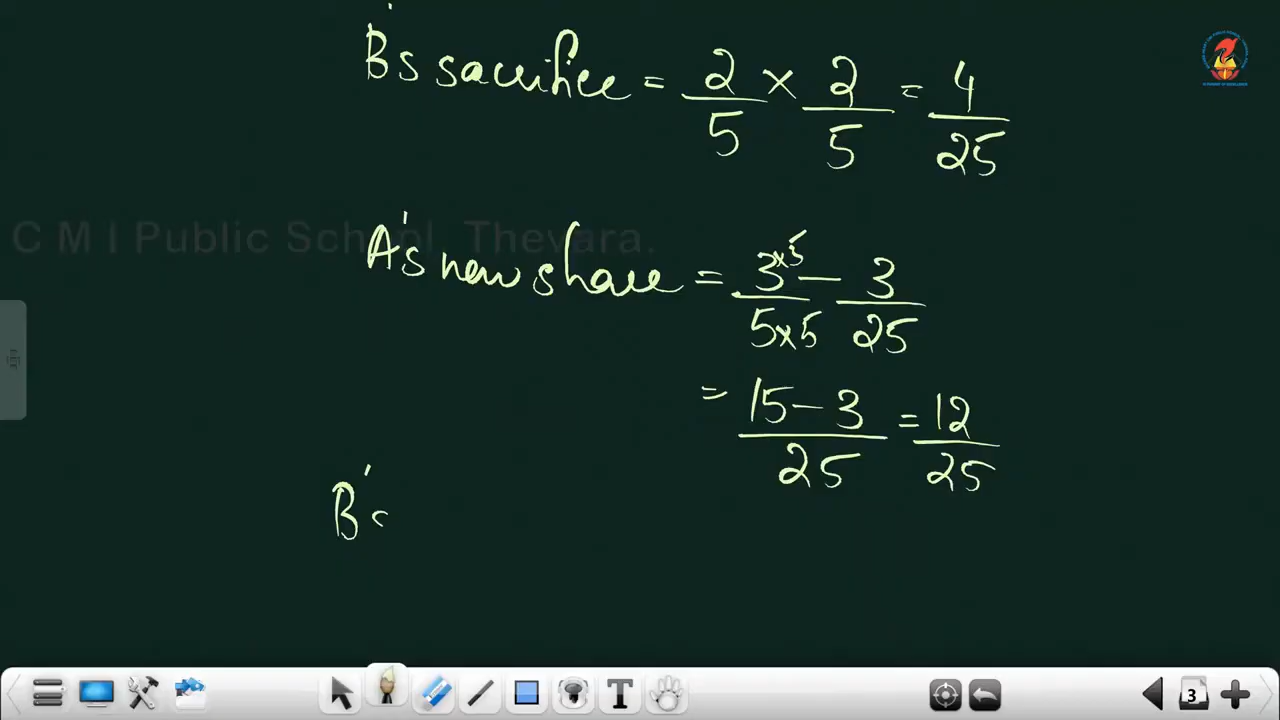 B's sacrifice = 2/5 × 2/5 = 4/25
C M I Public School, Thevara.
A's new share = 3×5/5×5 − 3/25
= 15 − 3/25 = 12/25
B's
3